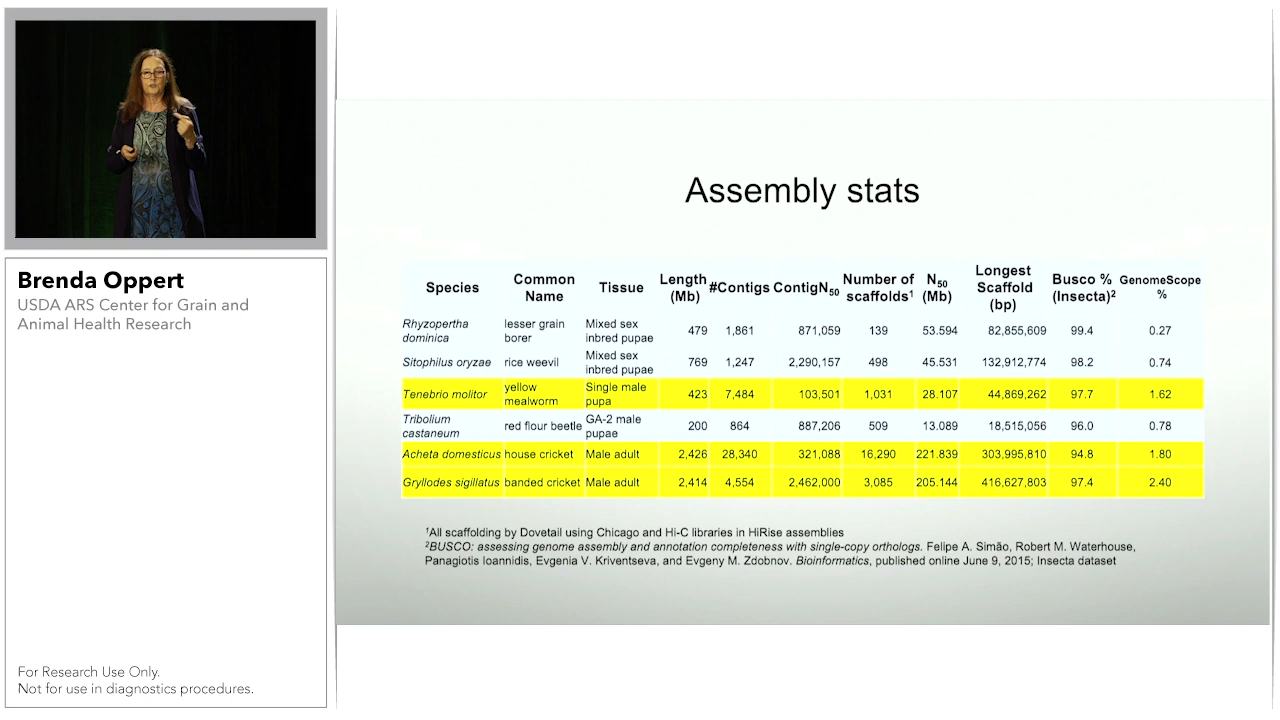 Brenda Oppert
USDA ARS Center for Grain and
Animal Health Research
For Research Use Only.
Not for use in diagnostics procedures.
Assembly stats
Species Common Name Tissue Length (Mb) #Contigs ContigN50 Number of scaffolds¹ N50 (Mb) Longest Scaffold (bp) Busco % (Insecta)² GenomeScope %
Rhyzopertha dominica lesser grain borer Mixed sex inbred pupae 479 1,861 871,059 139 53.594 82,855,609 99.4 0.27
Sitophilus oryzae rice weevil Mixed sex inbred pupae 769 1,247 2,290,157 498 45.531 132,912,774 98.2 0.74
Tenebrio molitor yellow mealworm Single male pupa 423 7,484 103,501 1,031 28.107 44,869,262 97.7 1.62
Tribolium castaneum red flour beetle GA-2 male pupae 200 864 887,206 509 13.089 18,515,056 96.0 0.78
Acheta domesticus house cricket Male adult 2,426 28,340 321,088 16,290 221.839 303,995,810 94.8 1.80
Gryllodes sigillatus banded cricket Male adult 2,414 4,554 2,462,000 3,085 205.144 416,627,803 97.4 2.40
¹All scaffolding by Dovetail using Chicago and Hi-C libraries in HiRise assemblies
²BUSCO: assessing genome assembly and annotation completeness with single-copy orthologs. Felipe A. Simão, Robert M. Waterhouse,
Panagiotis Ioannidis, Evgenia V. Kriventseva, and Evgeny M. Zdobnov. Bioinformatics, published online June 9, 2015; Insecta dataset